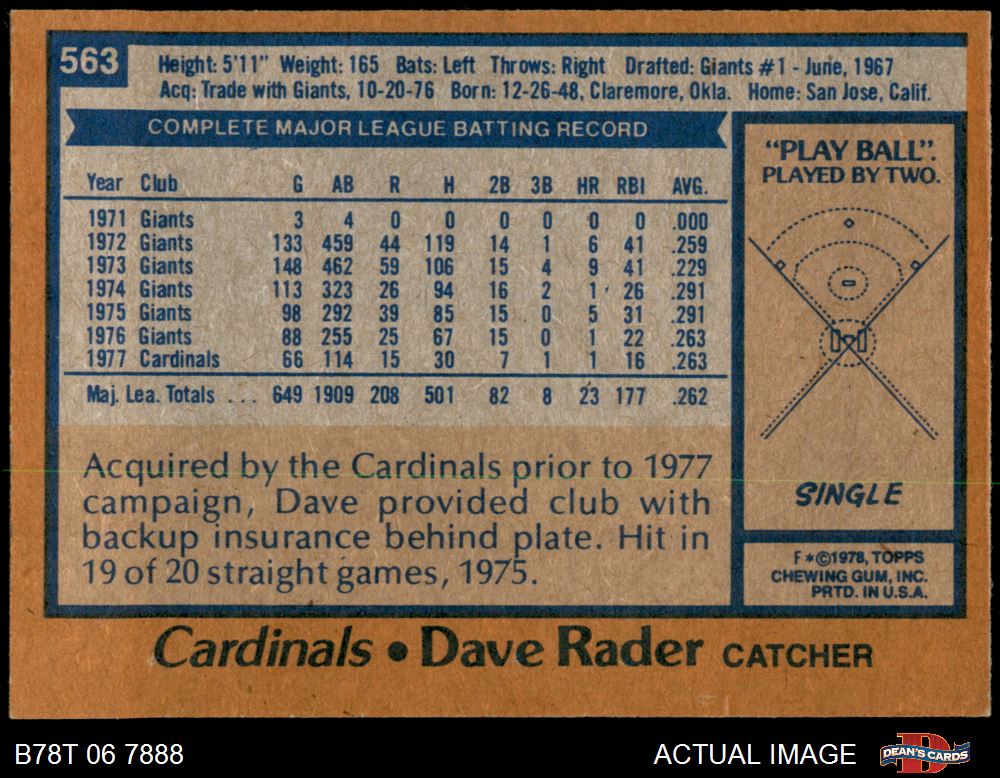 563
Height: 5'11" Weight: 165 Bats: Left Throws: Right Drafted: Giants #1 - June, 1967
Acq: Trade with Giants, 10-20-76 Born: 12-26-48, Claremore, Okla. Home: San Jose, Calif.
COMPLETE MAJOR LEAGUE BATTING RECORD
Year Club G AB R H 2B 3B HR RBI AVG.
1971 Giants 3 4 0 0 0 0 0 0 .000
1972 Giants 133 459 44 119 14 1 6 41 .259
1973 Giants 148 462 59 106 15 4 9 41 .229
1974 Giants 113 323 26 94 16 2 1 26 .291
1975 Giants 98 292 39 85 15 0 5 31 .291
1976 Giants 88 255 25 67 15 0 1 22 .263
1977 Cardinals 66 114 15 30 7 1 1 16 .263
Maj. Lea. Totals ... 649 1909 208 501 82 8 23 177 .262
Acquired by the Cardinals prior to 1977
campaign, Dave provided club with
backup insurance behind plate. Hit in
19 of 20 straight games, 1975.
"PLAY BALL".
PLAYED BY TWO.
SINGLE
F*©1978, TOPPS
CHEWING GUM, INC.
PRTD. IN U.S.A.
Cardinals • Dave Rader CATCHER
B78T 06 7888
ACTUAL IMAGE
D
DEAN'S CARDS